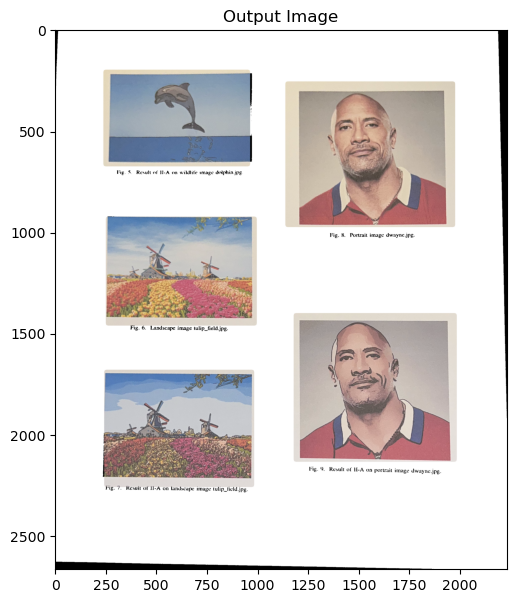 Output Image
0
500
1000
1500
2000
2500
0
250
500
750
1000
1250
1500
1750
2000
Fig. 5. Result of II-A on wildlife image dolphin.jpg
Fig. 6. Landscape image tulip_field.jpg.
Fig. 7. Result of II-A on landscape image tulip_field.jpg.
Fig. 8. Portrait image dwayne.jpg.
Fig. 9. Result of II-A on portrait image dwayne.jpg.